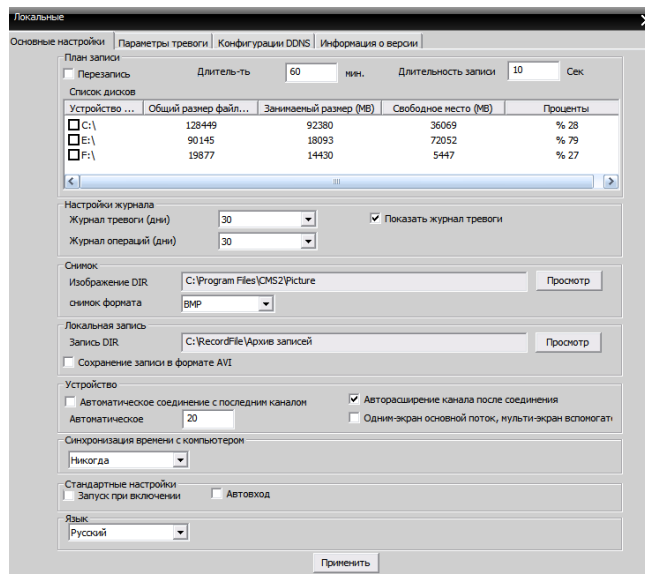 Локальные
Основные настройки Параметры тревоги Конфигурации DDNS Информация о версии
План записи
Перезапись Длитель-ть 60 мин. Длительность записи 10 Сек
Список дисков
Устройство ... Общий размер файл... Занимаемый размер (MB) Свободное место (MB) Проценты
C:\ 128449 92380 36069 % 28
E:\ 90145 18093 72052 % 79
F:\ 19877 14430 5447 % 27
Настройки журнала
Журнал тревоги (дни) 30 Показать журнал тревоги
Журнал операций (дни) 30
Снимок
Изображение DIR C:\Program Files\CMS2\Picture Просмотр
снимок формата BMP
Локальная запись
Запись DIR C:\RecordFile\Архив записей Просмотр
Сохранение записи в формате AVI
Устройство
Автоматическое соединение с последним каналом Авторасширение канала после соединения
Автоматическое 20 Одним-экран основной поток, мульти-экран вспомогат
Синхронизация времени с компьютером
Никогда
Стандартные настройки
Запуск при включении Автовход
Язык
Русский
Применить